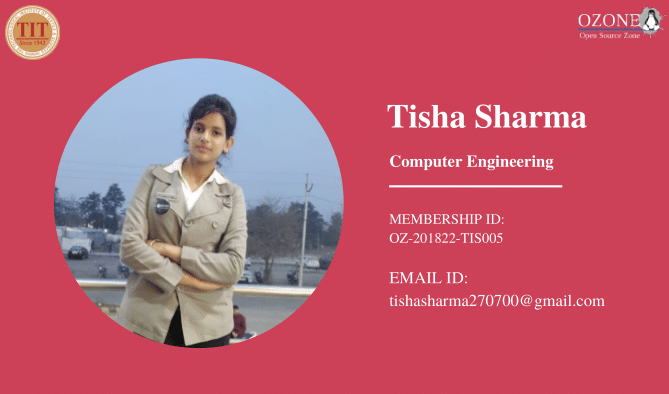 TIT
Since 1943
OZONE
Open Source Zone
Tisha Sharma
Computer Engineering
MEMBERSHIP ID:
OZ-201822-TIS005
EMAIL ID:
tishasharma270700@gmail.com